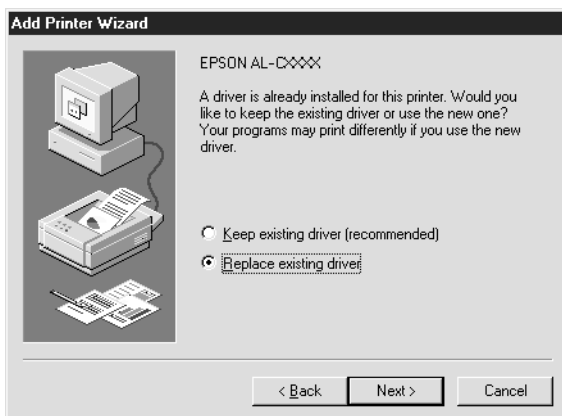 Add Printer Wizard
EPSON AL-CXXXX
A driver is already installed for this printer. Would you
like to keep the existing driver or use the new one?
Your programs may print differently if you use the new
driver.
Keep existing driver (recommended)
Replace existing driver
< Back Next > Cancel